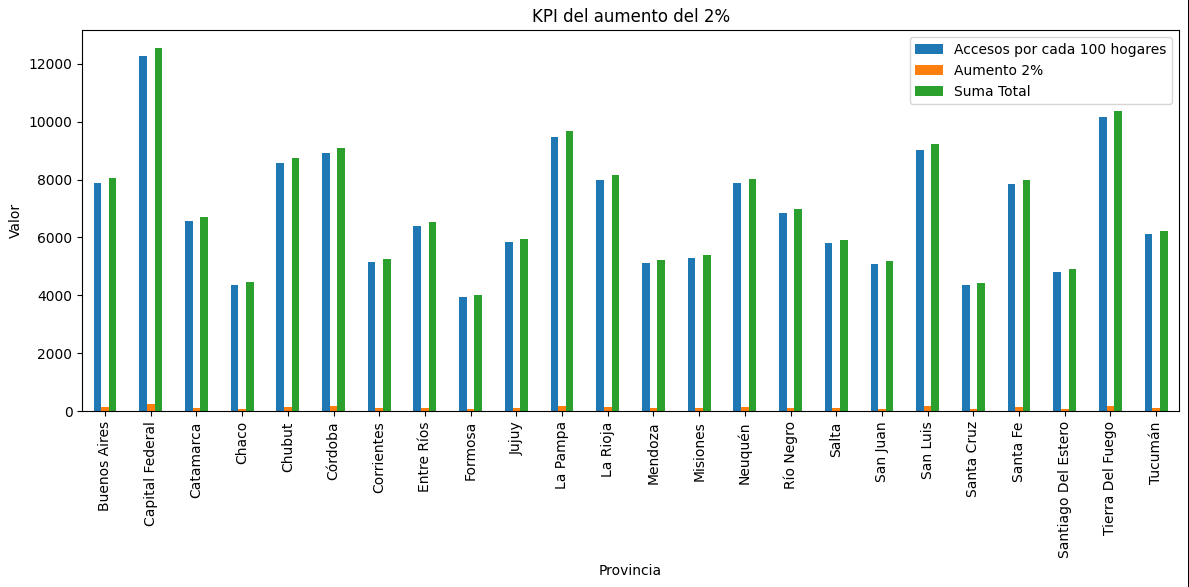 KPI del aumento del 2%
Accesos por cada 100 hogares
Aumento 2%
Suma Total
Valor
12000
10000
8000
6000
4000
2000
0
Buenos Aires
Capital Federal
Catamarca
Chaco
Chubut
Córdoba
Corrientes
Entre Ríos
Formosa
Jujuy
La Pampa
La Rioja
Mendoza
Misiones
Neuquén
Río Negro
Salta
San Juan
San Luis
Santa Cruz
Santa Fe
Santiago Del Estero
Tierra Del Fuego
Tucumán
Provincia